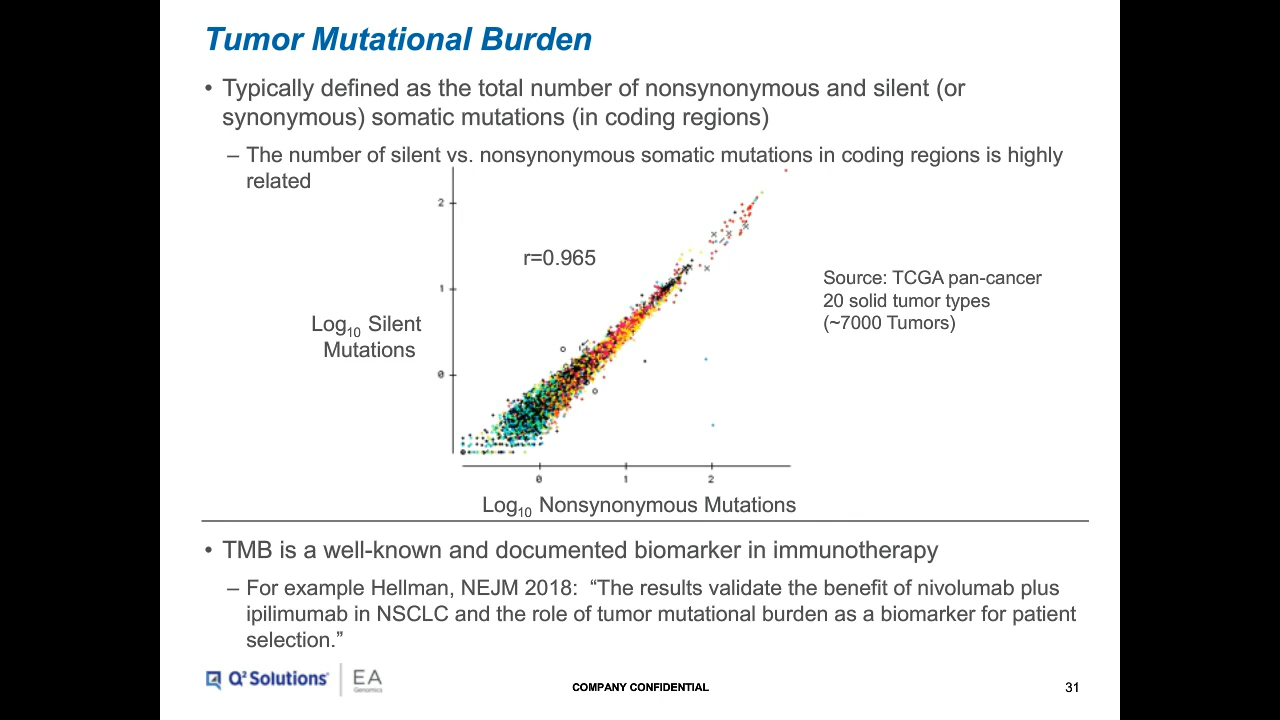 Tumor Mutational Burden
• Typically defined as the total number of nonsynonymous and silent (or
synonymous) somatic mutations (in coding regions)
– The number of silent vs. nonsynonymous somatic mutations in coding regions is highly
related
2
r=0.965
1
Source: TCGA pan-cancer
20 solid tumor types
(~7000 Tumors)
Log10 Silent
Mutations
0
0 1 2
Log10 Nonsynonymous Mutations
• TMB is a well-known and documented biomarker in immunotherapy
– For example Hellman, NEJM 2018: “The results validate the benefit of nivolumab plus
ipilimumab in NSCLC and the role of tumor mutational burden as a biomarker for patient
selection.”
Q² Solutions EA
Genomics
COMPANY CONFIDENTIAL
31